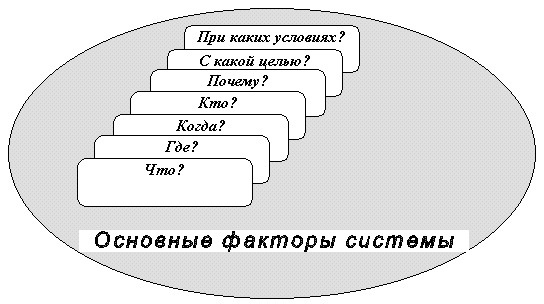 При каких условиях?
С какой целью?
Почему?
Кто?
Когда?
Где?
Что?
Основные факторы системы